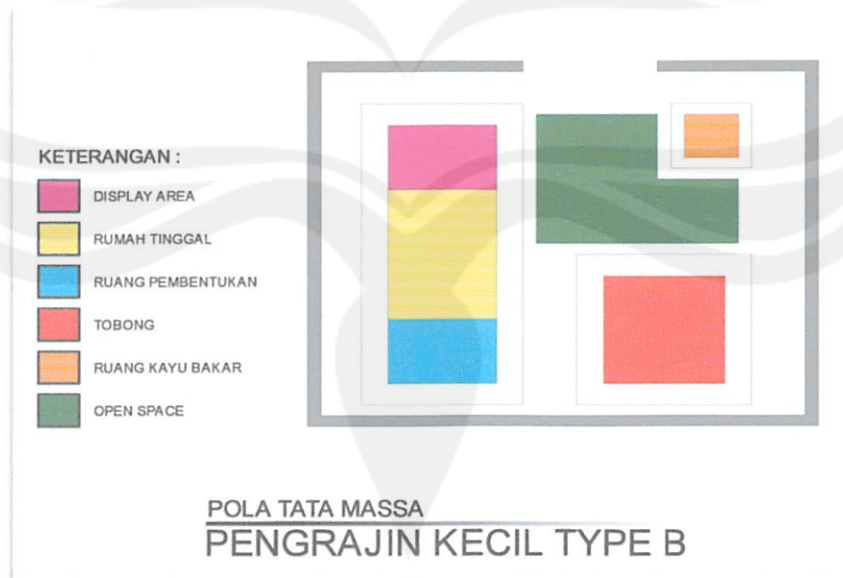 KETERANGAN :
DISPLAY AREA
RUMAH TINGGAL
RUANG PEMBENTUKAN
TOBONG
RUANG KAYU BAKAR
OPEN SPACE
POLA TATA MASSA
PENGRAJIN KECIL TYPE B